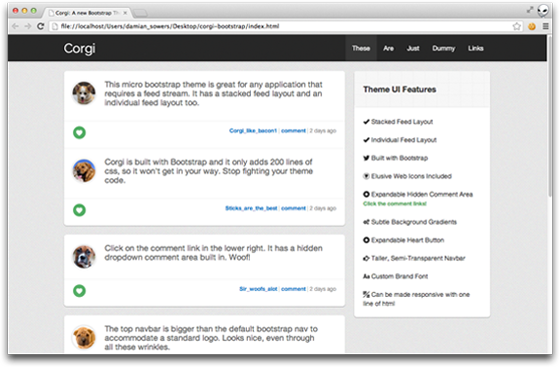 Corgi: A new Bootstrap Th
file://localhost/Users/damian_sowers/Desktop/corgi-bootstrap/index.html
Corgi
These Are Just Dummy Links
This micro bootstrap theme is great for any application that
requires a feed stream. It has a stacked feed layout and an
individual feed layout too.
Corgi_like_bacon1 | comment | 2 days ago
Corgi is built with Bootstrap and it only adds 200 lines of
css, so it won't get in your way. Stop fighting your theme
code.
Sticks_are_the_best | comment | 2 days ago
Click on the comment link in the lower right. It has a hidden
dropdown comment area built in. Woof!
Sir_woofs_alot | comment | 2 days ago
The top navbar is bigger than the default bootstrap nav to
accommodate a standard logo. Looks nice, even through
all these wrinkles.
Theme UI Features
Stacked Feed Layout
Individual Feed Layout
Built with Bootstrap
Elusive Web Icons Included
Expandable Hidden Comment Area
Click the comment links!
Subtle Background Gradients
Expandable Heart Button
Taller, Semi-Transparent Navbar
Aa Custom Brand Font
Can be made responsive with one
line of html